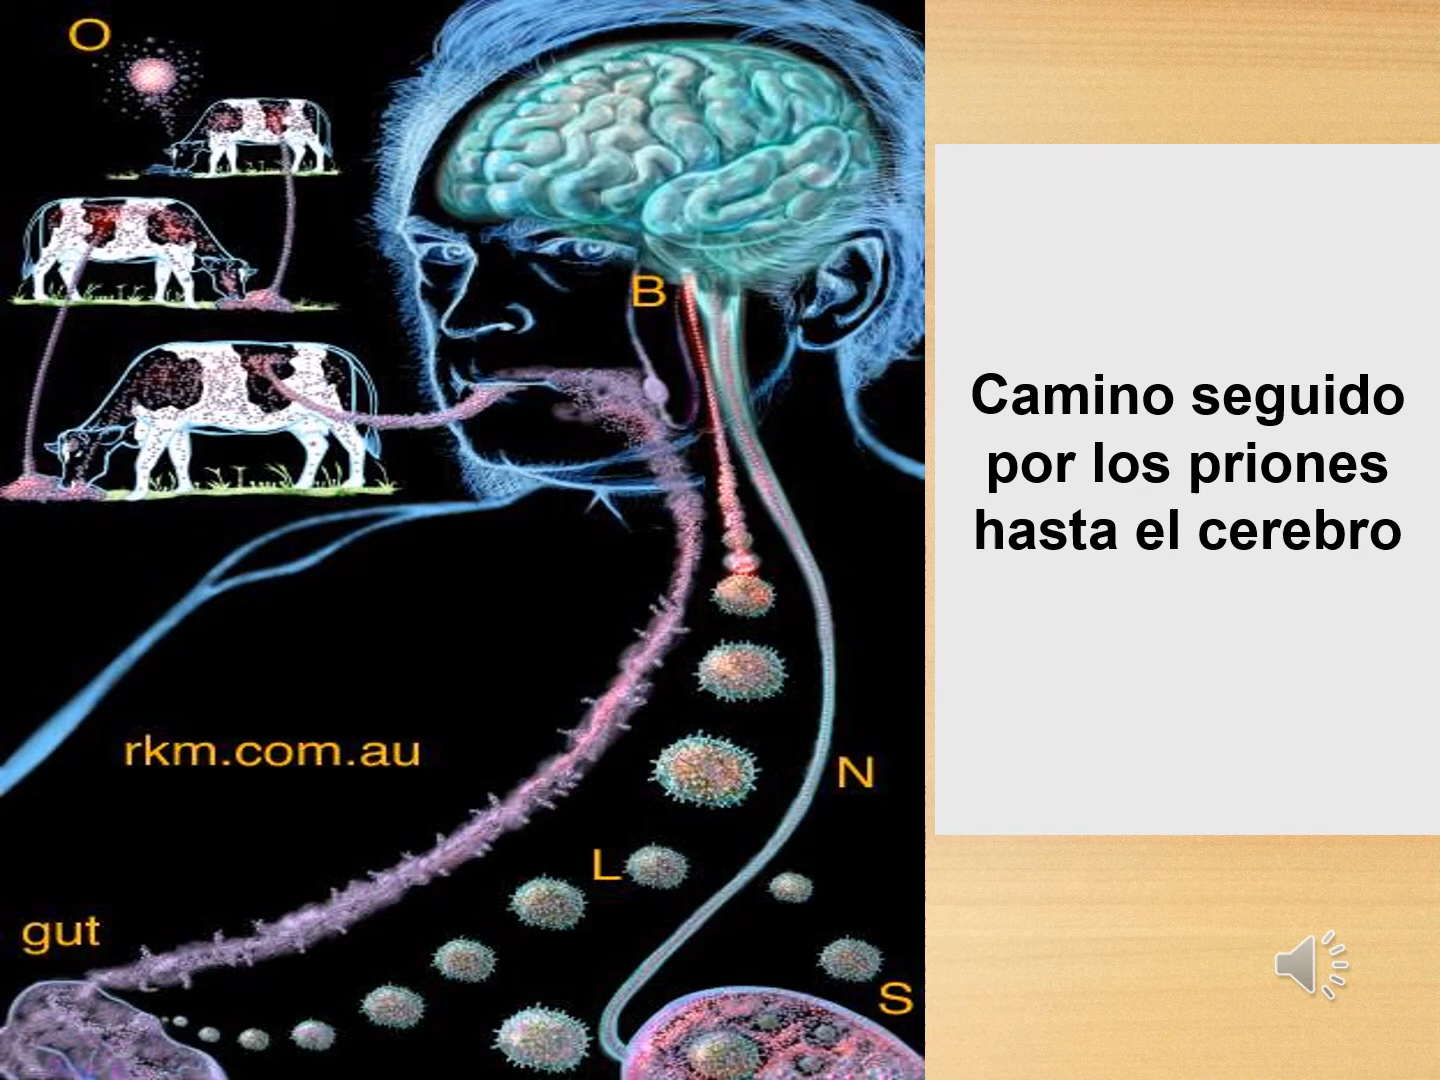 O
B
rkm.com.au
N
L
gut
S
Camino seguido
por los priones
hasta el cerebro